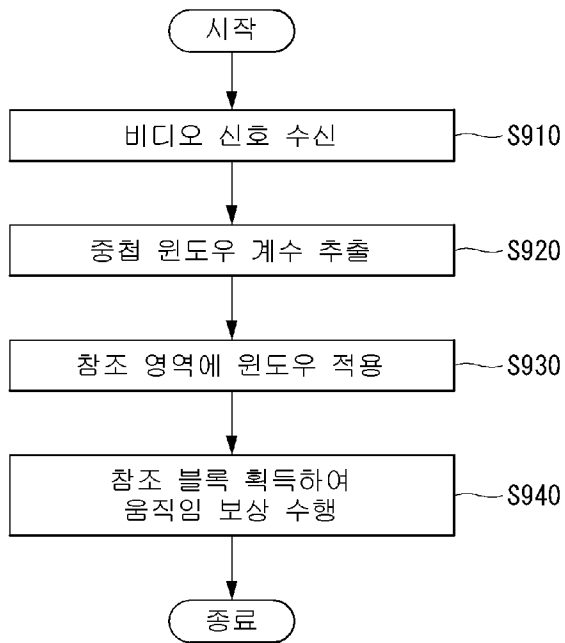 시작
비디오 신호 수신
S910
중첩 윈도우 계수 추출
S920
참조 영역에 윈도우 적용
S930
참조 블록 획득하여
움직임 보상 수행
S940
종료